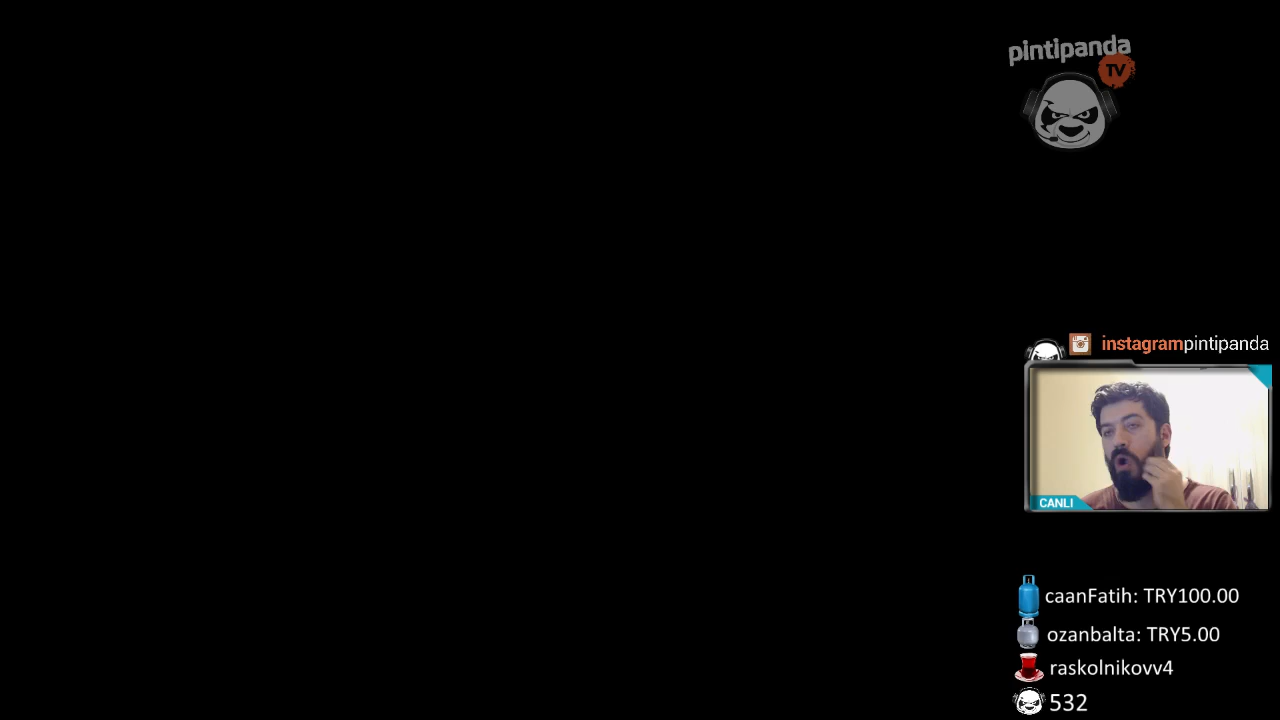 pintipanda
TV
instagrampintipanda
CANLI
caanFatih: TRY100.00
ozanbalta: TRY5.00
raskolnikovv4
532